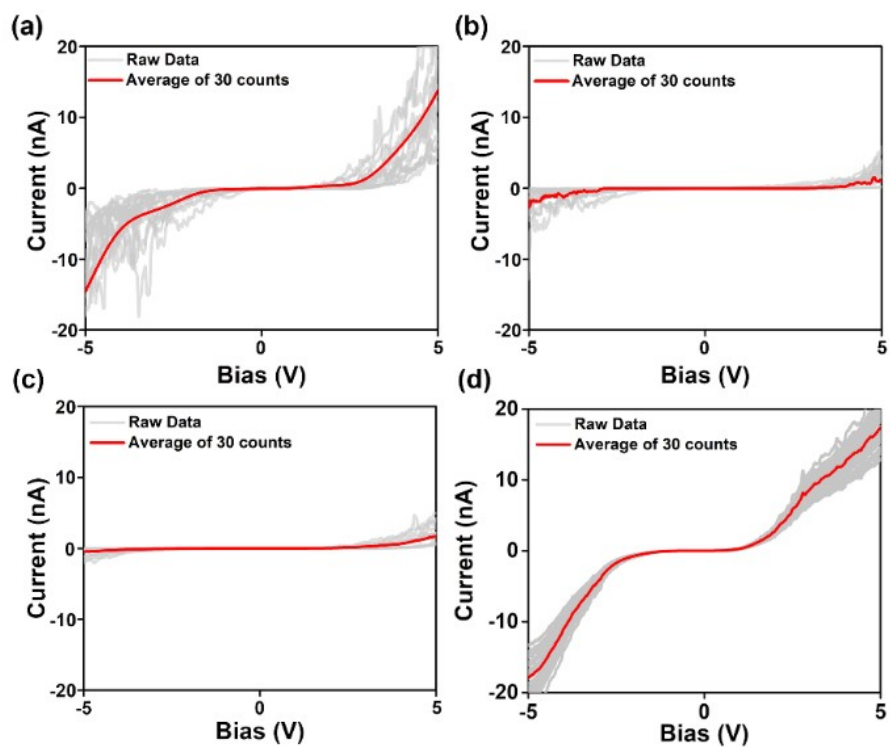 (a)
20
10
0
-10
-20
Current (nA)
Raw Data
Average of 30 counts
-5
0
5
Bias (V)
(b)
20
10
0
-10
-20
Current (nA)
Raw Data
Average of 30 counts
-5
0
5
Bias (V)
(c)
20
10
0
-10
-20
Current (nA)
Raw Data
Average of 30 counts
-5
0
5
Bias (V)
(d)
20
10
0
-10
-20
Current (nA)
Raw Data
Average of 30 counts
-5
0
5
Bias (V)